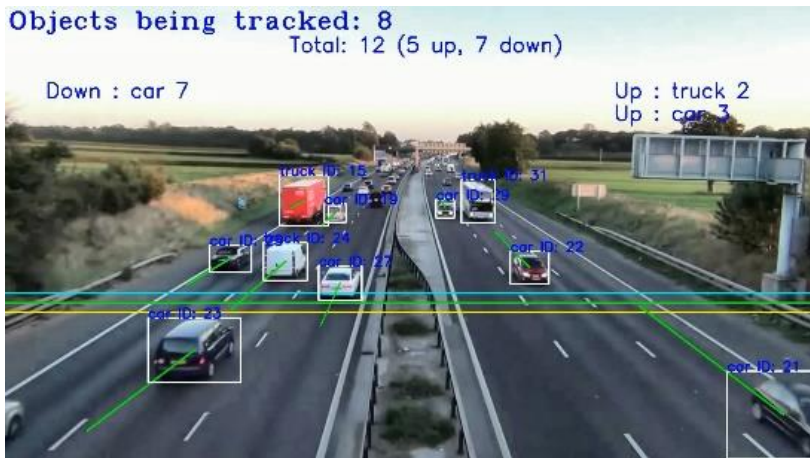 Objects being tracked: 8
Total: 12 (5 up, 7 down)
Down : car 7
Up : truck 2
Up : car 3
truck ID: 15
truck ID: 31
car ID: 19
car ID: 29
car ID:
truck ID: 24
car ID: 22
car ID: 27
car ID: 23
car ID: 21